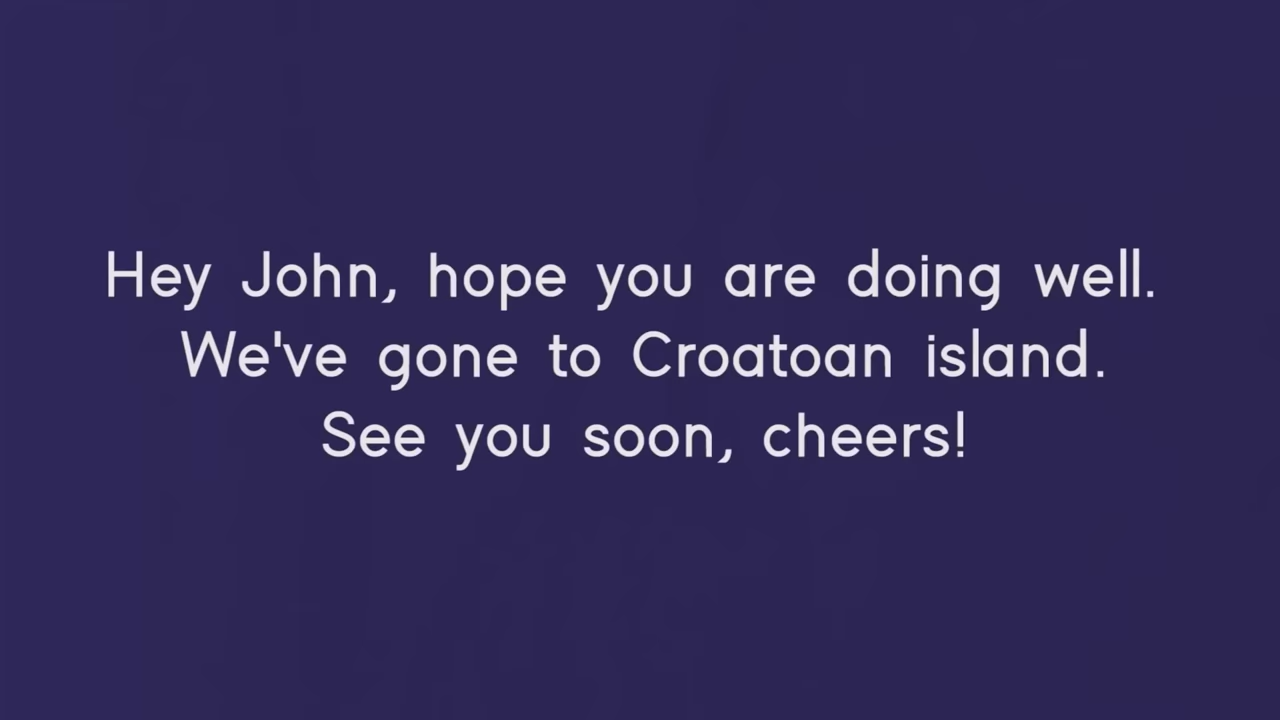 Hey John, hope you are doing well.
We've gone to Croatoan island.
See you soon, cheers!